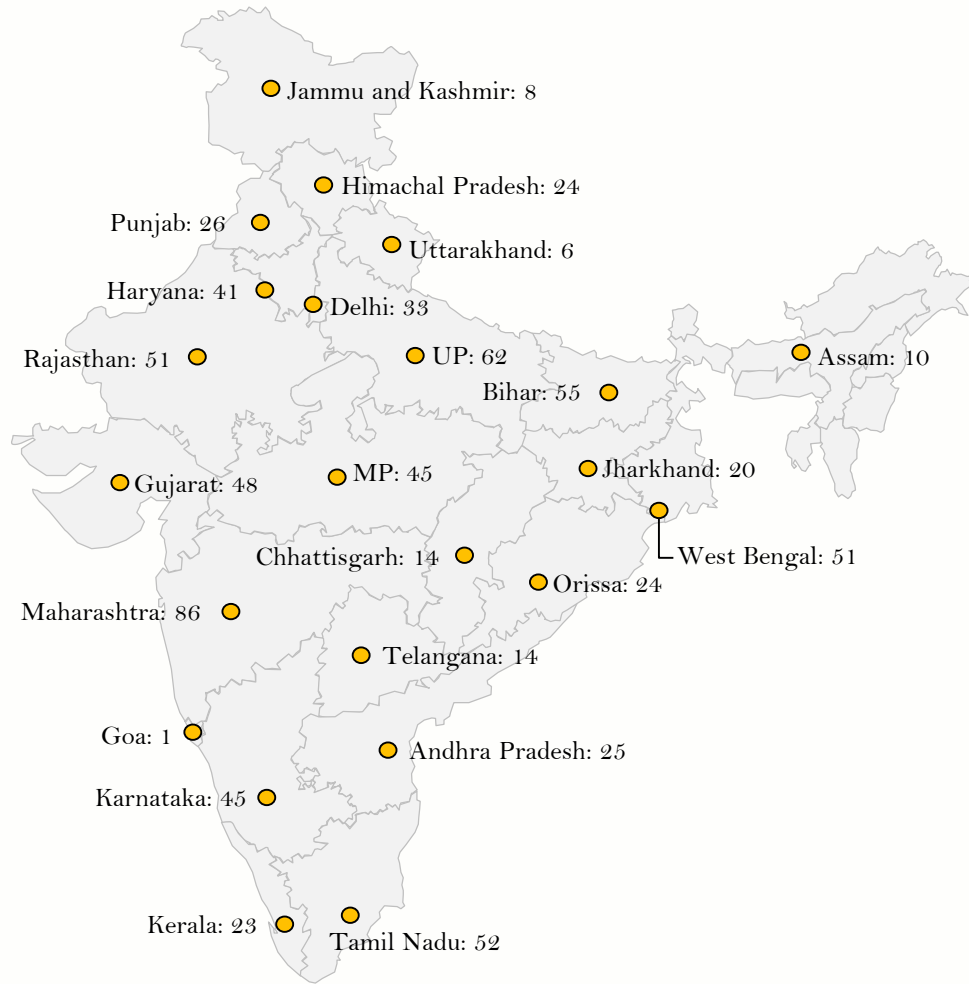 Jammu and Kashmir: 8
Himachal Pradesh: 24
Punjab: 26
Uttarakhand: 6
Haryana: 41
Delhi: 33
Rajasthan: 51
UP: 62
Assam: 10
Bihar: 55
Gujarat: 48
MP: 45
Jharkhand: 20
Chhattisgarh: 14
West Bengal: 51
Orissa: 24
Maharashtra: 86
Telangana: 14
Goa: 1
Andhra Pradesh: 25
Karnataka: 45
Kerala: 23
Tamil Nadu: 52